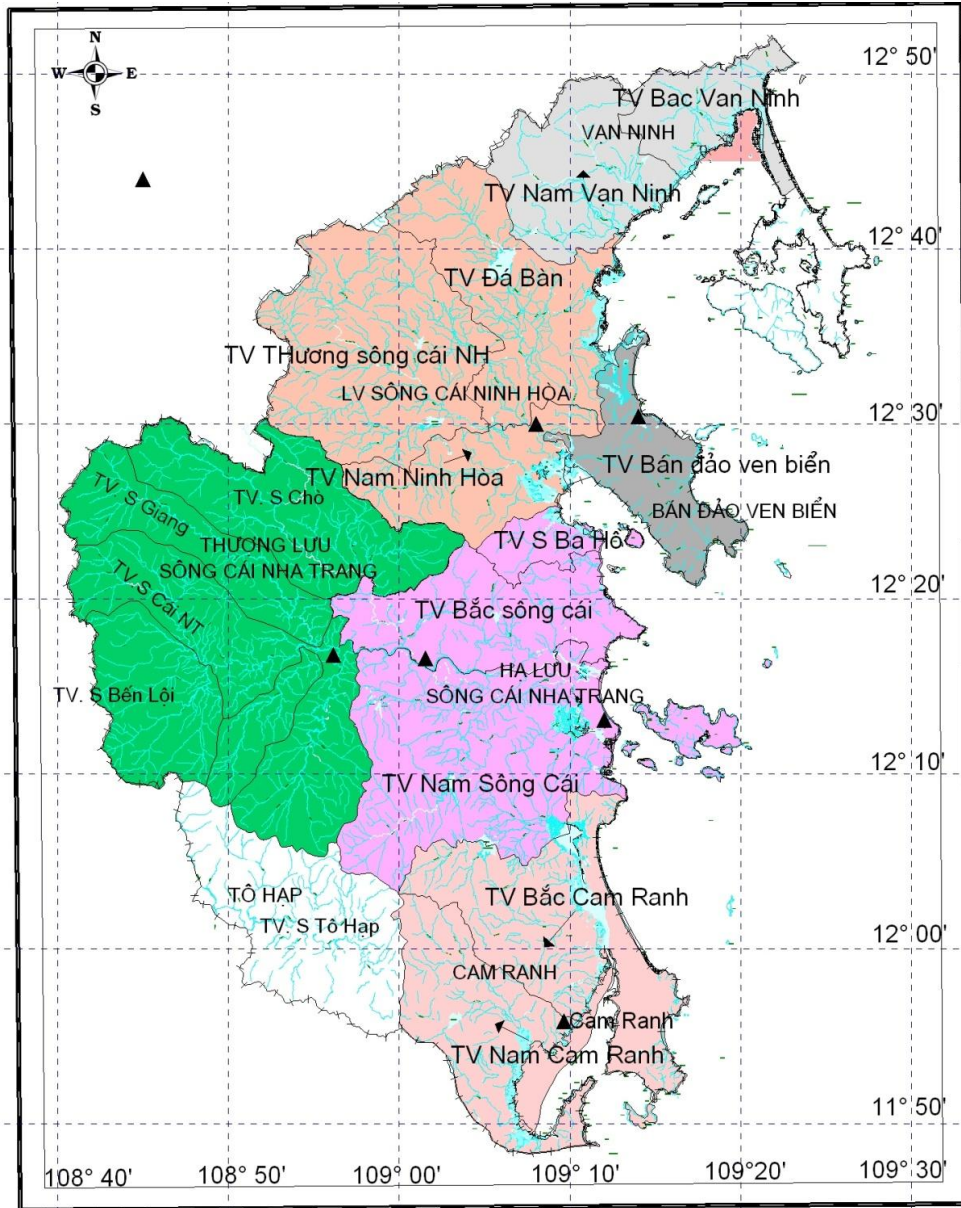 N
W E
S
12° 50'
TV Bac Van Ninh
VAN NINH
TV Nam Vạn Ninh
12° 40'
TV Đá Bàn
TV THương sông cái NH
LV SÔNG CÁI NINH HÒA
12° 30'
TV Nam Ninh Hòa
TV Bán đảo ven biển
BÁN ĐẢO VEN BIỂN
TV. S Chò
TV S Giang
THƯƠNG LƯU
SÔNG CÁI NHA TRANG
TV S Ba Hồ
12° 20'
TV S Cái NT
TV Bắc sông cái
HẠ LƯU
SÔNG CÁI NHA TRANG
TV. S Bến Lội
12° 10'
TV Nam Sông Cái
TÔ HẠP
TV. S Tô Hạp
TV Bắc Cam Ranh
12° 00'
CAM RANH
Cam Ranh
TV Nam Cam Ranh
11° 50'
108° 40' 108° 50' 109° 00' 109° 10' 109° 20' 109° 30'